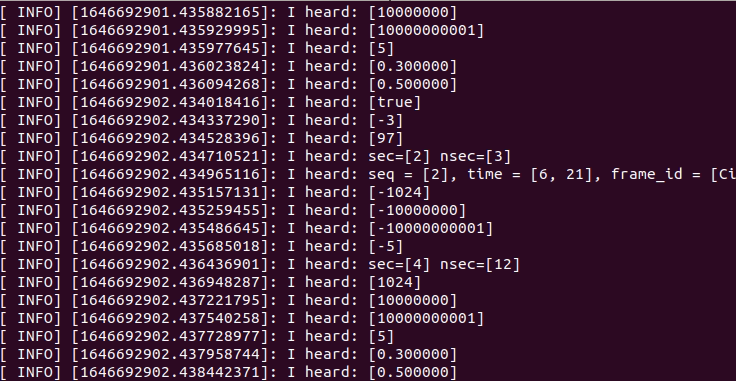 [ INFO] [1646692901.435882165]: I heard: [10000000]
[ INFO] [1646692901.435929995]: I heard: [10000000001]
[ INFO] [1646692901.435977645]: I heard: [5]
[ INFO] [1646692901.436023824]: I heard: [0.300000]
[ INFO] [1646692901.436094268]: I heard: [0.500000]
[ INFO] [1646692902.434018416]: I heard: [true]
[ INFO] [1646692902.434337290]: I heard: [-3]
[ INFO] [1646692902.434528396]: I heard: [97]
[ INFO] [1646692902.434710521]: I heard: sec=[2] nsec=[3]
[ INFO] [1646692902.434965116]: I heard: seq = [2], time = [6, 21], frame_id = [Ci
[ INFO] [1646692902.435157131]: I heard: [-1024]
[ INFO] [1646692902.435259455]: I heard: [-10000000]
[ INFO] [1646692902.435486645]: I heard: [-10000000001]
[ INFO] [1646692902.435685018]: I heard: [-5]
[ INFO] [1646692902.436436901]: I heard: sec=[4] nsec=[12]
[ INFO] [1646692902.436948287]: I heard: [1024]
[ INFO] [1646692902.437221795]: I heard: [10000000]
[ INFO] [1646692902.437540258]: I heard: [10000000001]
[ INFO] [1646692902.437728977]: I heard: [5]
[ INFO] [1646692902.437958744]: I heard: [0.300000]
[ INFO] [1646692902.438442371]: I heard: [0.500000]